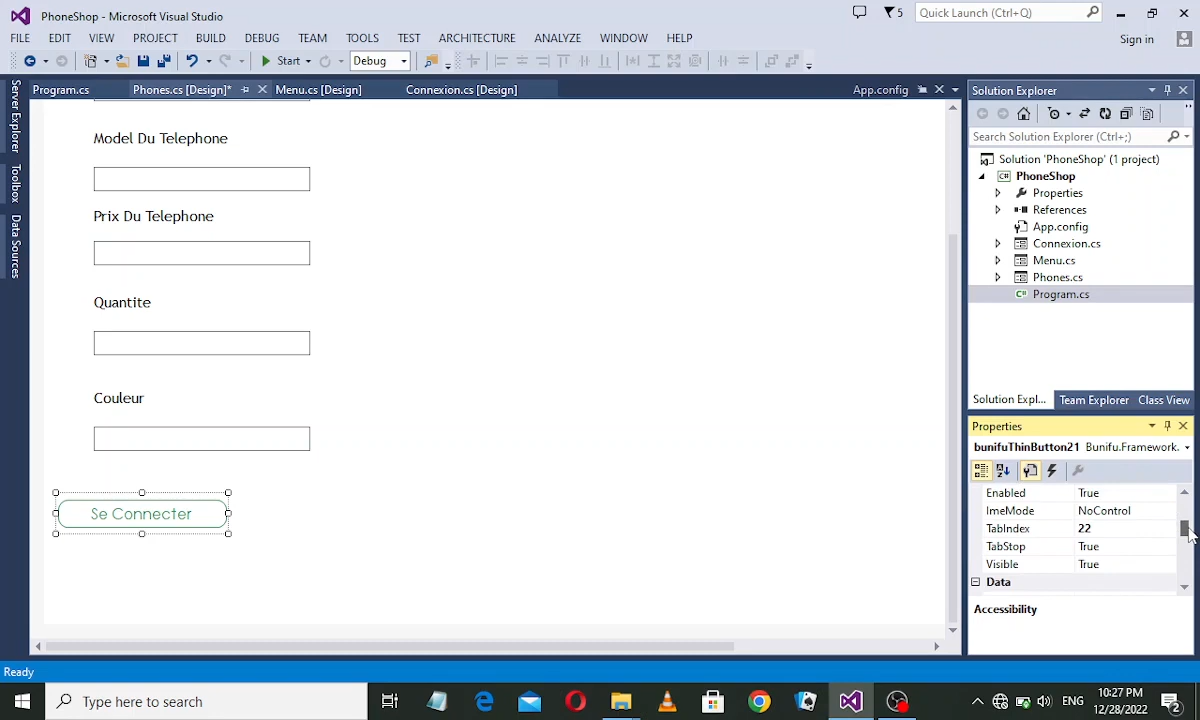 PhoneShop - Microsoft Visual Studio
5
Quick Launch (Ctrl+Q)
FILE EDIT VIEW PROJECT BUILD DEBUG TEAM TOOLS TEST ARCHITECTURE ANALYZE WINDOW HELP
Sign in
Start Debug
Program.cs Phones.cs [Design]* Menu.cs [Design] Connexion.cs [Design] App.config
Server Explorer
Toolbox
Data Sources
Model Du Telephone
Prix Du Telephone
Quantite
Couleur
Se Connecter
Solution Explorer
Search Solution Explorer (Ctrl+;)
Solution 'PhoneShop' (1 project)
C# PhoneShop
Properties
References
App.config
Connexion.cs
Menu.cs
Phones.cs
C# Program.cs
Solution Expl... Team Explorer Class View
Properties
bunifuThinButton21 Bunifu.Framework.
Enabled True
ImeMode NoControl
TabIndex 22
TabStop True
Visible True
Data
Accessibility
Ready
Type here to search
ENG
10:27 PM
12/28/2022
2